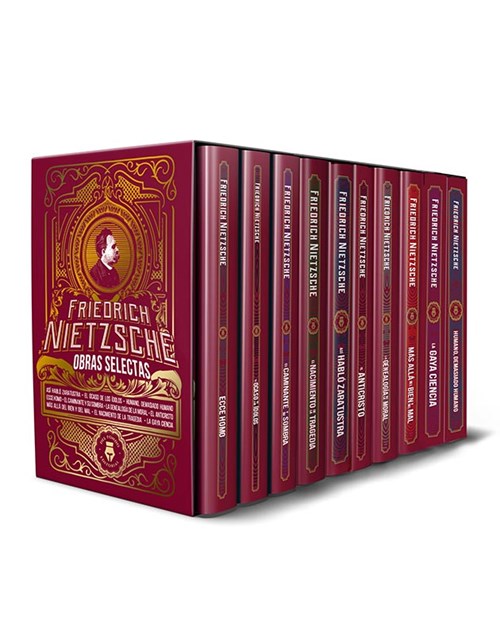 FRIEDRICH
NIETZSCHE
OBRAS SELECTAS
ASÍ HABLÓ ZARATUSTRA - EL OCASO DE LOS ÍDOLOS - HUMANO, DEMASIADO HUMANO
ECCE HOMO - EL CAMINANTE Y SU SOMBRA - LA GENEALOGÍA DE LA MORAL - EL ANTICRISTO
MÁS ALLÁ DEL BIEN Y DEL MAL - EL NACIMIENTO DE LA TRAGEDIA - LA GAYA CIENCIA
FRIEDRICH NIETZSCHE
ECCE HOMO
FRIEDRICH NIETZSCHE
EL OCASO DE LOS ÍDOLOS
FRIEDRICH NIETZSCHE
EL CAMINANTE Y SU SOMBRA
FRIEDRICH NIETZSCHE
EL NACIMIENTO DE LA TRAGEDIA
FRIEDRICH NIETZSCHE
ASÍ HABLÓ ZARATUSTRA
FRIEDRICH NIETZSCHE
EL ANTICRISTO
FRIEDRICH NIETZSCHE
LA GENEALOGÍA DE LA MORAL
FRIEDRICH NIETZSCHE
MÁS ALLÁ DEL BIEN Y DEL MAL
FRIEDRICH NIETZSCHE
LA GAYA CIENCIA
FRIEDRICH NIETZSCHE
HUMANO, DEMASIADO HUMANO